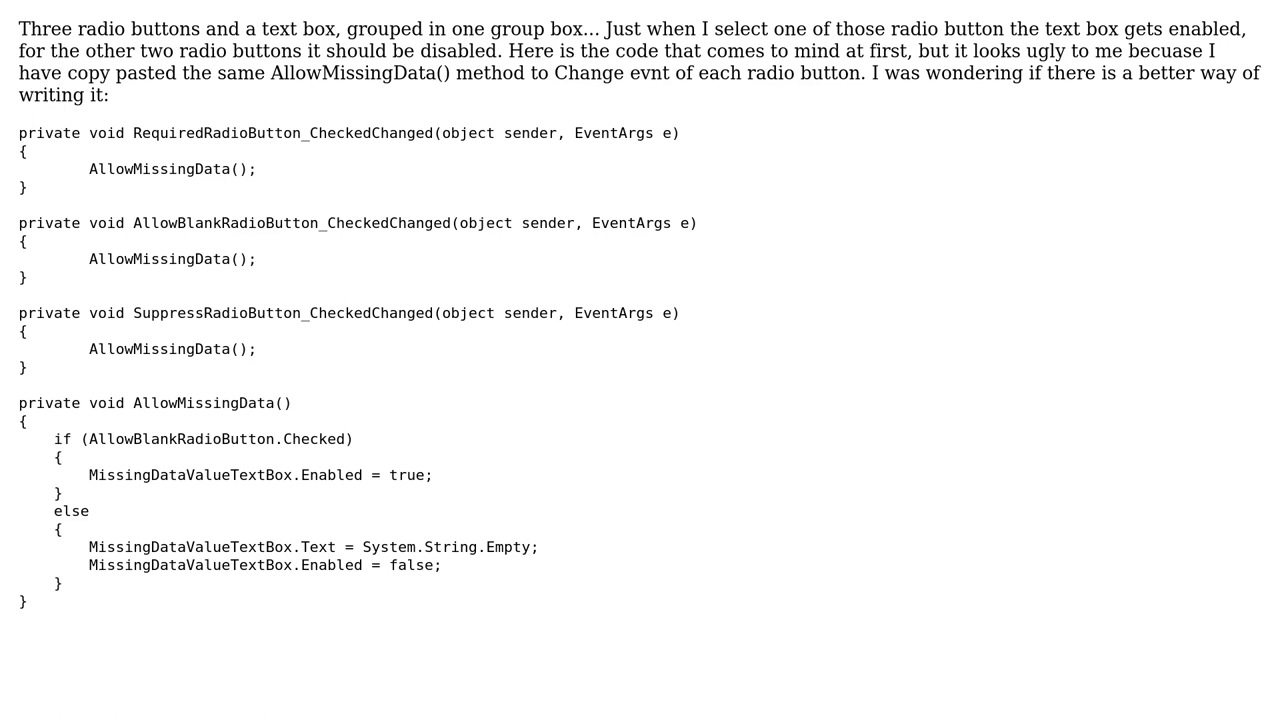 Three radio buttons and a text box, grouped in one group box... Just when I select one of those radio button the text box gets enabled,
for the other two radio buttons it should be disabled. Here is the code that comes to mind at first, but it looks ugly to me becuase I
have copy pasted the same AllowMissingData() method to Change evnt of each radio button. I was wondering if there is a better way of
writing it:
private void RequiredRadioButton_CheckedChanged(object sender, EventArgs e)
{
        AllowMissingData();
}
private void AllowBlankRadioButton_CheckedChanged(object sender, EventArgs e)
{
        AllowMissingData();
}
private void SuppressRadioButton_CheckedChanged(object sender, EventArgs e)
{
        AllowMissingData();
}
private void AllowMissingData()
{
    if (AllowBlankRadioButton.Checked)
    {
        MissingDataValueTextBox.Enabled = true;
    }
    else
    {
        MissingDataValueTextBox.Text = System.String.Empty;
        MissingDataValueTextBox.Enabled = false;
    }
}